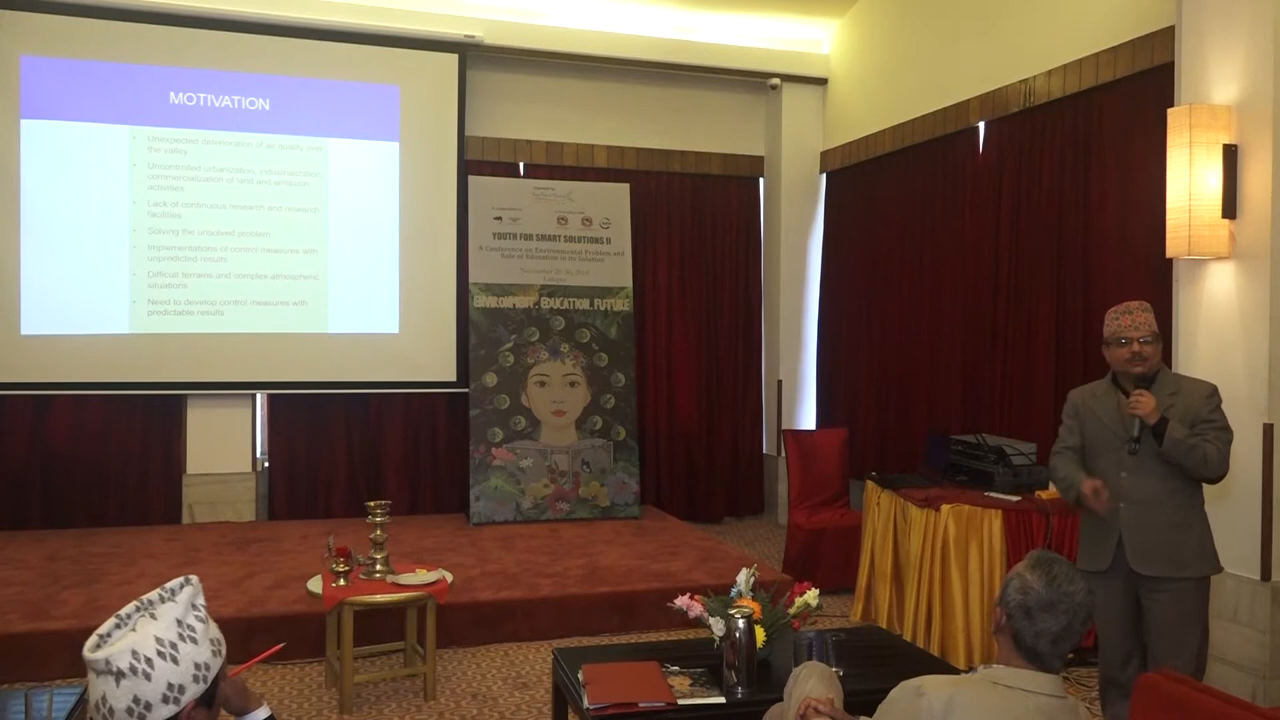 MOTIVATION
• Unexpected deterioration of air quality over
the valley
• Uncontrolled urbanization, industrialization,
commercialization of land and emission
activities
• Lack of continuous research and research
facilities
• Solving the unsolved problem
• Implementations of control measures with
unpredicted results
• Difficult terrains and complex atmospheric
situations
• Need to develop control measures with
predictable results
YOUTH FOR SMART SOLUTIONS II
A Conference on Environmental Problem and
Role of Education in its Solution
November
ENVIRONMENT. EDUCATION. FUTURE